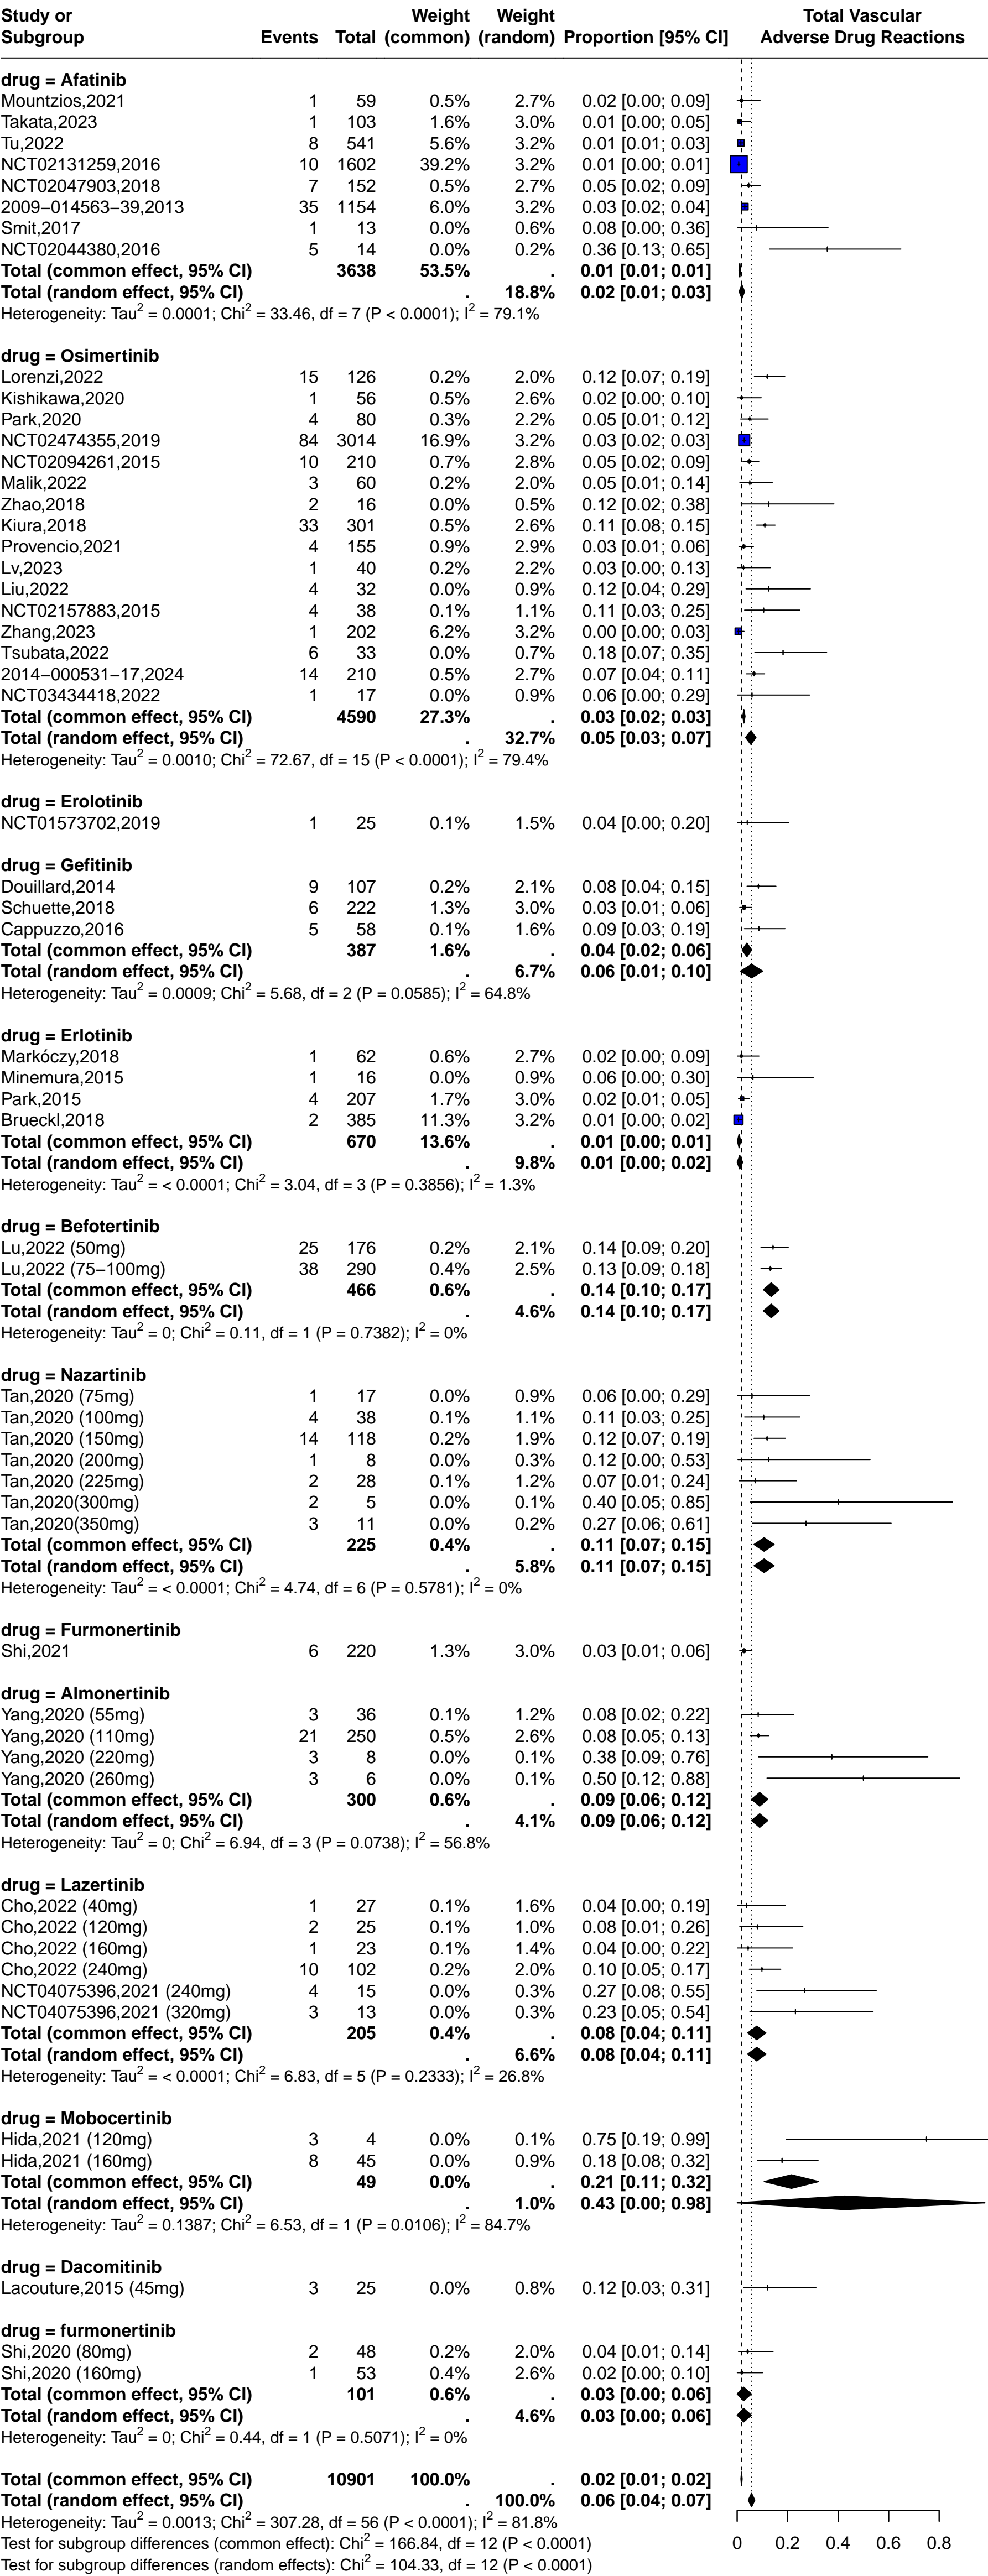 Study or Weight Weight Total Vascular
Subgroup Events Total (common) (random) Proportion [95% CI] Adverse Drug Reactions
drug = Afatinib
Mountzios,2021 1 59 0.5% 2.7% 0.02 [0.00; 0.09]
Takata,2023 1 103 1.6% 3.0% 0.01 [0.00; 0.05]
Tu,2022 8 541 5.6% 3.2% 0.01 [0.01; 0.03]
NCT02131259,2016 10 1602 39.2% 3.2% 0.01 [0.00; 0.01]
NCT02047903,2018 7 152 0.5% 2.7% 0.05 [0.02; 0.09]
2009−014563−39,2013 35 1154 6.0% 3.2% 0.03 [0.02; 0.04]
Smit,2017 1 13 0.0% 0.6% 0.08 [0.00; 0.36]
NCT02044380,2016 5 14 0.0% 0.2% 0.36 [0.13; 0.65]
Total (common effect, 95% CI) 3638 53.5% . 0.01 [0.01; 0.01]
Total (random effect, 95% CI) . 18.8% 0.02 [0.01; 0.03]
Heterogeneity: Tau² = 0.0001; Chi² = 33.46, df = 7 (P < 0.0001); I² = 79.1%
drug = Osimertinib
Lorenzi,2022 15 126 0.2% 2.0% 0.12 [0.07; 0.19]
Kishikawa,2020 1 56 0.5% 2.6% 0.02 [0.00; 0.10]
Park,2020 4 80 0.3% 2.2% 0.05 [0.01; 0.12]
NCT02474355,2019 84 3014 16.9% 3.2% 0.03 [0.02; 0.03]
NCT02094261,2015 10 210 0.7% 2.8% 0.05 [0.02; 0.09]
Malik,2022 3 60 0.2% 2.0% 0.05 [0.01; 0.14]
Zhao,2018 2 16 0.0% 0.5% 0.12 [0.02; 0.38]
Kiura,2018 33 301 0.5% 2.6% 0.11 [0.08; 0.15]
Provencio,2021 4 155 0.9% 2.9% 0.03 [0.01; 0.06]
Lv,2023 1 40 0.2% 2.2% 0.03 [0.00; 0.13]
Liu,2022 4 32 0.0% 0.9% 0.12 [0.04; 0.29]
NCT02157883,2015 4 38 0.1% 1.1% 0.11 [0.03; 0.25]
Zhang,2023 1 202 6.2% 3.2% 0.00 [0.00; 0.03]
Tsubata,2022 6 33 0.0% 0.7% 0.18 [0.07; 0.35]
2014−000531−17,2024 14 210 0.5% 2.7% 0.07 [0.04; 0.11]
NCT03434418,2022 1 17 0.0% 0.9% 0.06 [0.00; 0.29]
Total (common effect, 95% CI) 4590 27.3% . 0.03 [0.02; 0.03]
Total (random effect, 95% CI) . 32.7% 0.05 [0.03; 0.07]
Heterogeneity: Tau² = 0.0010; Chi² = 72.67, df = 15 (P < 0.0001); I² = 79.4%
drug = Erolotinib
NCT01573702,2019 1 25 0.1% 1.5% 0.04 [0.00; 0.20]
drug = Gefitinib
Douillard,2014 9 107 0.2% 2.1% 0.08 [0.04; 0.15]
Schuette,2018 6 222 1.3% 3.0% 0.03 [0.01; 0.06]
Cappuzzo,2016 5 58 0.1% 1.6% 0.09 [0.03; 0.19]
Total (common effect, 95% CI) 387 1.6% . 0.04 [0.02; 0.06]
Total (random effect, 95% CI) . 6.7% 0.06 [0.01; 0.10]
Heterogeneity: Tau² = 0.0009; Chi² = 5.68, df = 2 (P = 0.0585); I² = 64.8%
drug = Erlotinib
Markóczy,2018 1 62 0.6% 2.7% 0.02 [0.00; 0.09]
Minemura,2015 1 16 0.0% 0.9% 0.06 [0.00; 0.30]
Park,2015 4 207 1.7% 3.0% 0.02 [0.01; 0.05]
Brueckl,2018 2 385 11.3% 3.2% 0.01 [0.00; 0.02]
Total (common effect, 95% CI) 670 13.6% . 0.01 [0.00; 0.01]
Total (random effect, 95% CI) . 9.8% 0.01 [0.00; 0.02]
Heterogeneity: Tau² = < 0.0001; Chi² = 3.04, df = 3 (P = 0.3856); I² = 1.3%
drug = Befotertinib
Lu,2022 (50mg) 25 176 0.2% 2.1% 0.14 [0.09; 0.20]
Lu,2022 (75−100mg) 38 290 0.4% 2.5% 0.13 [0.09; 0.18]
Total (common effect, 95% CI) 466 0.6% . 0.14 [0.10; 0.17]
Total (random effect, 95% CI) . 4.6% 0.14 [0.10; 0.17]
Heterogeneity: Tau² = 0; Chi² = 0.11, df = 1 (P = 0.7382); I² = 0%
drug = Nazartinib
Tan,2020 (75mg) 1 17 0.0% 0.9% 0.06 [0.00; 0.29]
Tan,2020 (100mg) 4 38 0.1% 1.1% 0.11 [0.03; 0.25]
Tan,2020 (150mg) 14 118 0.2% 1.9% 0.12 [0.07; 0.19]
Tan,2020 (200mg) 1 8 0.0% 0.3% 0.12 [0.00; 0.53]
Tan,2020 (225mg) 2 28 0.1% 1.2% 0.07 [0.01; 0.24]
Tan,2020(300mg) 2 5 0.0% 0.1% 0.40 [0.05; 0.85]
Tan,2020(350mg) 3 11 0.0% 0.2% 0.27 [0.06; 0.61]
Total (common effect, 95% CI) 225 0.4% . 0.11 [0.07; 0.15]
Total (random effect, 95% CI) . 5.8% 0.11 [0.07; 0.15]
Heterogeneity: Tau² = < 0.0001; Chi² = 4.74, df = 6 (P = 0.5781); I² = 0%
drug = Furmonertinib
Shi,2021 6 220 1.3% 3.0% 0.03 [0.01; 0.06]
drug = Almonertinib
Yang,2020 (55mg) 3 36 0.1% 1.2% 0.08 [0.02; 0.22]
Yang,2020 (110mg) 21 250 0.5% 2.6% 0.08 [0.05; 0.13]
Yang,2020 (220mg) 3 8 0.0% 0.1% 0.38 [0.09; 0.76]
Yang,2020 (260mg) 3 6 0.0% 0.1% 0.50 [0.12; 0.88]
Total (common effect, 95% CI) 300 0.6% . 0.09 [0.06; 0.12]
Total (random effect, 95% CI) . 4.1% 0.09 [0.06; 0.12]
Heterogeneity: Tau² = 0; Chi² = 6.94, df = 3 (P = 0.0738); I² = 56.8%
drug = Lazertinib
Cho,2022 (40mg) 1 27 0.1% 1.6% 0.04 [0.00; 0.19]
Cho,2022 (120mg) 2 25 0.1% 1.0% 0.08 [0.01; 0.26]
Cho,2022 (160mg) 1 23 0.1% 1.4% 0.04 [0.00; 0.22]
Cho,2022 (240mg) 10 102 0.2% 2.0% 0.10 [0.05; 0.17]
NCT04075396,2021 (240mg) 4 15 0.0% 0.3% 0.27 [0.08; 0.55]
NCT04075396,2021 (320mg) 3 13 0.0% 0.3% 0.23 [0.05; 0.54]
Total (common effect, 95% CI) 205 0.4% . 0.08 [0.04; 0.11]
Total (random effect, 95% CI) . 6.6% 0.08 [0.04; 0.11]
Heterogeneity: Tau² = < 0.0001; Chi² = 6.83, df = 5 (P = 0.2333); I² = 26.8%
drug = Mobocertinib
Hida,2021 (120mg) 3 4 0.0% 0.1% 0.75 [0.19; 0.99]
Hida,2021 (160mg) 8 45 0.0% 0.9% 0.18 [0.08; 0.32]
Total (common effect, 95% CI) 49 0.0% . 0.21 [0.11; 0.32]
Total (random effect, 95% CI) . 1.0% 0.43 [0.00; 0.98]
Heterogeneity: Tau² = 0.1387; Chi² = 6.53, df = 1 (P = 0.0106); I² = 84.7%
drug = Dacomitinib
Lacouture,2015 (45mg) 3 25 0.0% 0.8% 0.12 [0.03; 0.31]
drug = furmonertinib
Shi,2020 (80mg) 2 48 0.2% 2.0% 0.04 [0.01; 0.14]
Shi,2020 (160mg) 1 53 0.4% 2.6% 0.02 [0.00; 0.10]
Total (common effect, 95% CI) 101 0.6% . 0.03 [0.00; 0.06]
Total (random effect, 95% CI) . 4.6% 0.03 [0.00; 0.06]
Heterogeneity: Tau² = 0; Chi² = 0.44, df = 1 (P = 0.5071); I² = 0%
Total (common effect, 95% CI) 10901 100.0% . 0.02 [0.01; 0.02]
Total (random effect, 95% CI) . 100.0% 0.06 [0.04; 0.07]
Heterogeneity: Tau² = 0.0013; Chi² = 307.28, df = 56 (P < 0.0001); I² = 81.8%
Test for subgroup differences (common effect): Chi² = 166.84, df = 12 (P < 0.0001) 0 0.2 0.4 0.6 0.8
Test for subgroup differences (random effects): Chi² = 104.33, df = 12 (P < 0.0001)